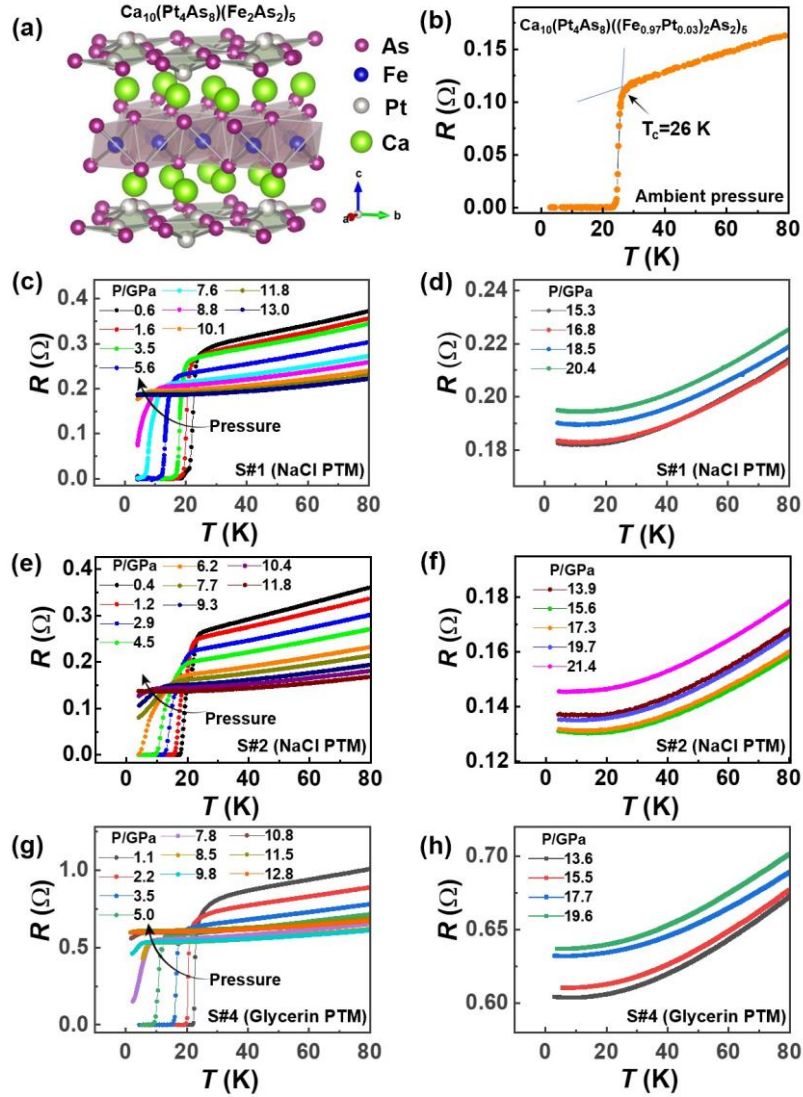 (a)
Ca10(Pt4As8)(Fe2As2)5
As
Fe
Pt
Ca
c
a
b
(b)
Ca10(Pt4As8)((Fe0.97Pt0.03)2As2)5
0.15
0.10
0.05
0.00
R (Ω)
Tc=26 K
Ambient pressure
0 20 40 60 80
T (K)
(c)
P/GPa
0.6
1.6
3.5
5.6
7.6
8.8
10.1
11.8
13.0
0.4
0.3
0.2
0.1
0.0
R (Ω)
Pressure
S#1 (NaCl PTM)
0 20 40 60 80
T (K)
(d)
P/GPa
15.3
16.8
18.5
20.4
0.24
0.22
0.20
0.18
R (Ω)
S#1 (NaCl PTM)
0 20 40 60 80
T (K)
(e)
P/GPa
0.4
1.2
2.9
4.5
6.2
7.7
9.3
10.4
11.8
0.4
0.3
0.2
0.1
0.0
R (Ω)
Pressure
S#2 (NaCl PTM)
0 20 40 60 80
T (K)
(f)
P/GPa
13.9
15.6
17.3
19.7
21.4
0.18
0.16
0.14
0.12
R (Ω)
S#2 (NaCl PTM)
0 20 40 60 80
T (K)
(g)
P/GPa
1.1
2.2
3.5
5.0
7.8
8.5
9.8
10.8
11.5
12.8
1.0
0.5
0.0
R (Ω)
Pressure
S#4 (Glycerin PTM)
0 20 40 60 80
T (K)
(h)
P/GPa
13.6
15.5
17.7
19.6
0.70
0.65
0.60
R (Ω)
S#4 (Glycerin PTM)
0 20 40 60 80
T (K)